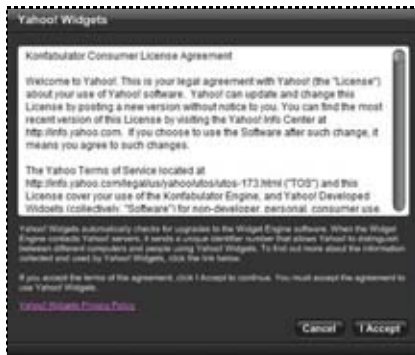 Yahoo! Widgets
Konfabulator Consumer License Agreement
Welcome to Yahoo! This is your legal agreement with Yahoo! (the "License")
about your use of Yahoo! software. Yahoo! can update and change this
License by posting a new version without notice to you. You can find the most
recent version of this License by visiting the Yahoo! Info Center at
http://info.yahoo.com. If you choose to use the Software after such change, it
means you agree to such changes.
The Yahoo Terms of Service located at
http://info.yahoo.com/legal/us/yahoo/utos/utos-173.html ("TOS") and this
License cover your use of the Konfabulator Engine, and Yahoo! Developed
Widgets (collectively, "Software") for non-developer, personal, consumer use
Yahoo! Widgets automatically checks for upgrades to the Widget Engine software. When the Widget
Engine contacts Yahoo! servers, it sends a unique identifier number that allows Yahoo! to distinguish
between different computers and people using Yahoo! Widgets. To find out more about the information
collected and used by Yahoo! Widgets, click the link below.
If you accept the terms of the agreement, click I Accept to continue. You must accept the agreement to
use Yahoo! Widgets.
Yahoo! Widgets Privacy Policy
Cancel
I Accept